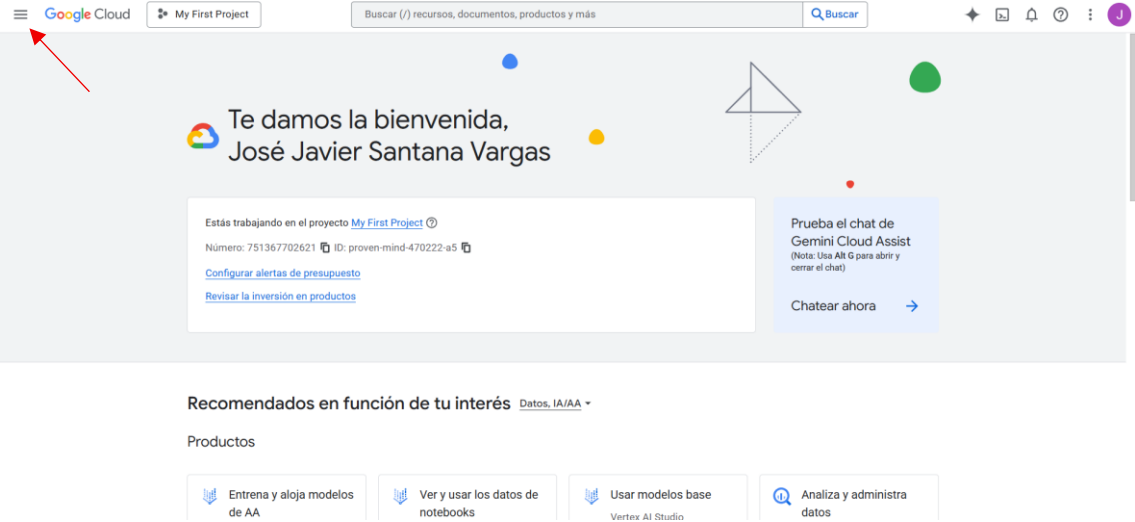 Google Cloud
My First Project
Buscar (/) recursos, documentos, productos y más
Buscar
J
Te damos la bienvenida,
José Javier Santana Vargas
Estás trabajando en el proyecto My First Project
Número: 751367702621 ID: proven-mind-470222-a5
Configurar alertas de presupuesto
Revisar la inversión en productos
Prueba el chat de
Gemini Cloud Assist
(Nota: Usa Alt G para abrir y
cerrar el chat)
Chatear ahora
Recomendados en función de tu interés Datos, IA/AA
Productos
Entrena y aloja modelos
de AA
Ver y usar los datos de
notebooks
Usar modelos base
Vertex AI Studio
Analiza y administra
datos